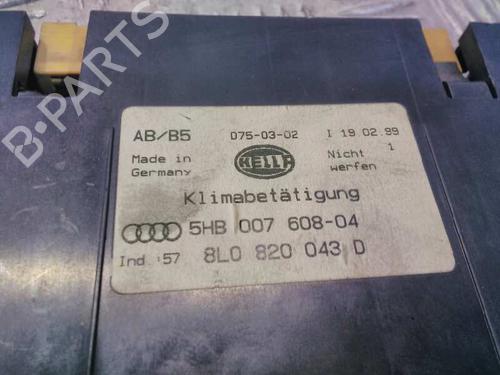 AB/B5 D75-03-02 I 19.02.99
Made in Germany
HELLA
Nicht 1
werfen
Klimabetätigung
5HB 007 608-04
Ind.:57 8L0 820 043 D
B-PARTS